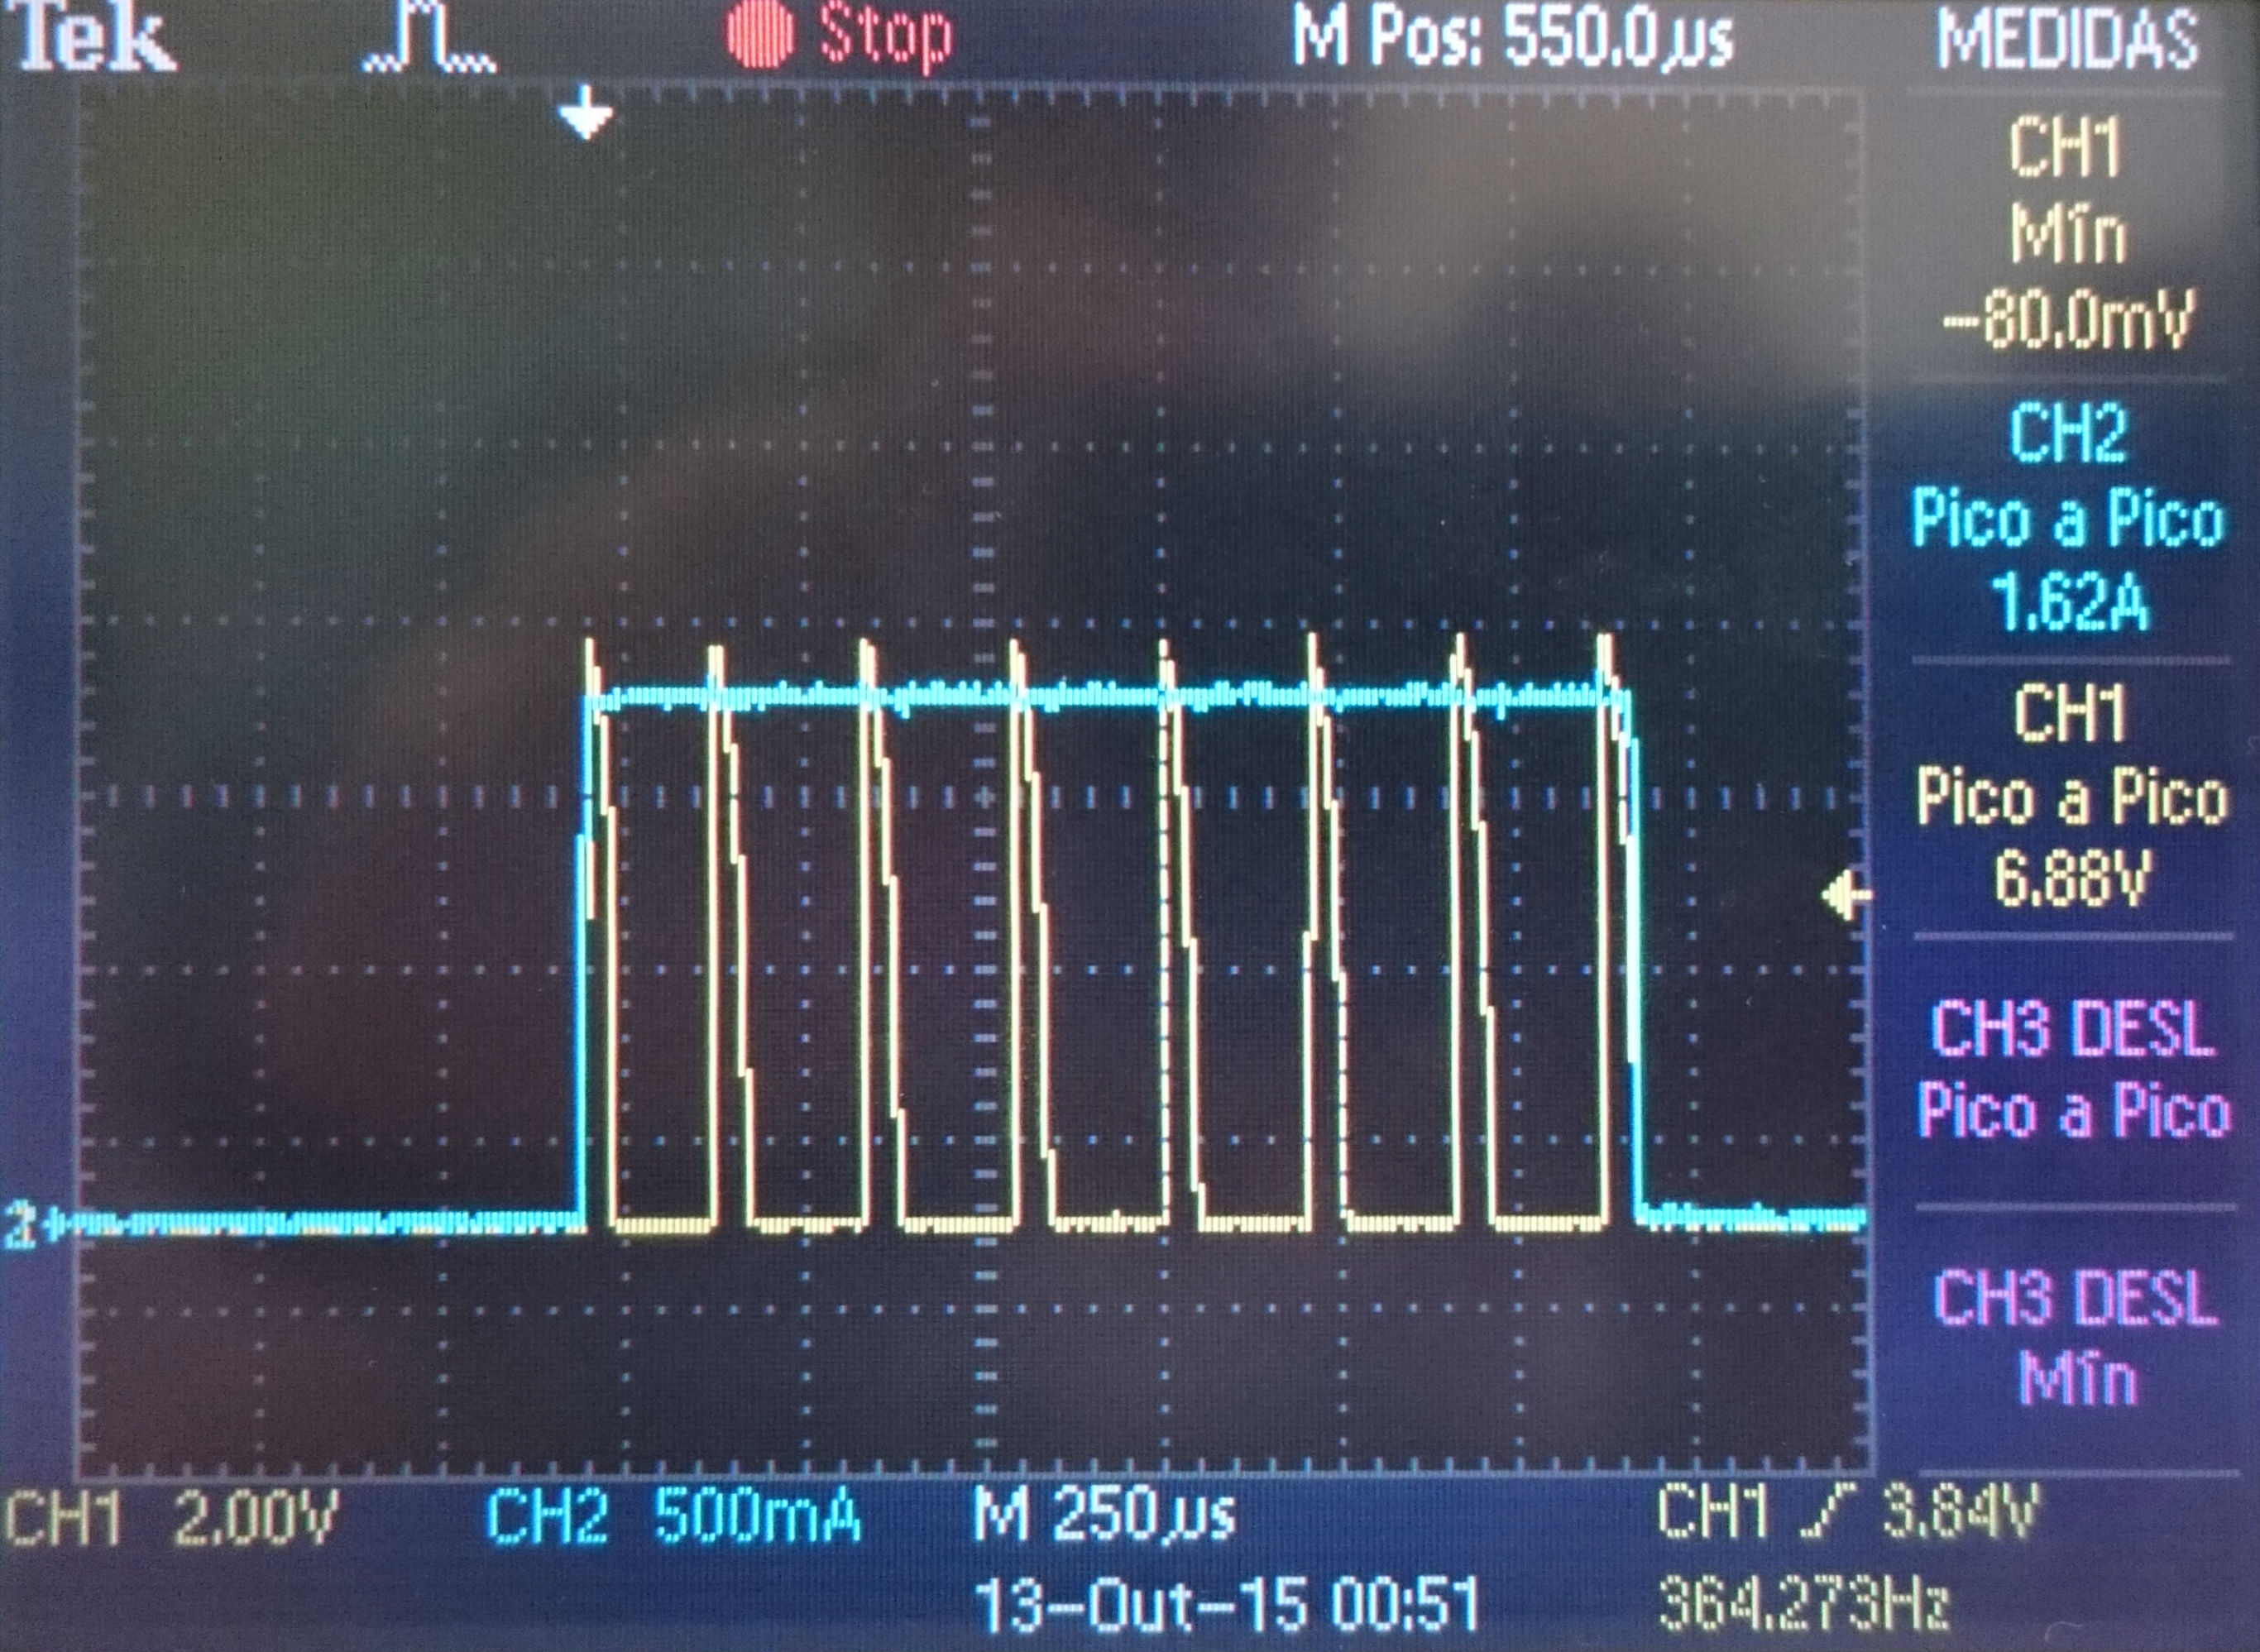 Tek Stop M Pos: 550.0µs MEDIDAS
CH1
Mín
-80.0mV
CH2
Pico a Pico
1.62A
CH1
Pico a Pico
6.88V
CH3 DESL
Pico a Pico
CH3 DESL
Mín
CH1 2.00V CH2 500mA M 250µs CH1 3.84V
13-Out-15 00:51 364.273Hz